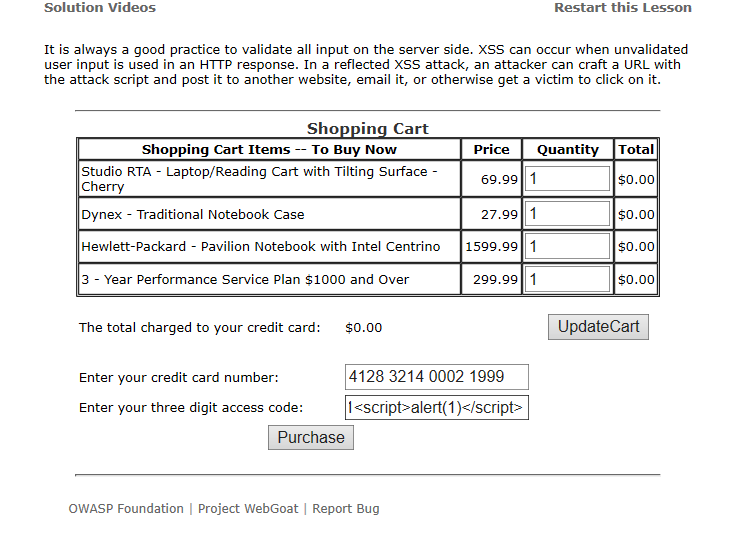 Solution Videos Restart this Lesson
It is always a good practice to validate all input on the server side. XSS can occur when unvalidated
user input is used in an HTTP response. In a reflected XSS attack, an attacker can craft a URL with
the attack script and post it to another website, email it, or otherwise get a victim to click on it.
Shopping Cart
Shopping Cart Items -- To Buy Now Price Quantity Total
Studio RTA - Laptop/Reading Cart with Tilting Surface -
Cherry 69.99 1 $0.00
Dynex - Traditional Notebook Case 27.99 1 $0.00
Hewlett-Packard - Pavilion Notebook with Intel Centrino 1599.99 1 $0.00
3 - Year Performance Service Plan $1000 and Over 299.99 1 $0.00
The total charged to your credit card: $0.00 UpdateCart
Enter your credit card number: 4128 3214 0002 1999
Enter your three digit access code: 1<script>alert(1)</script>
Purchase
OWASP Foundation | Project WebGoat | Report Bug